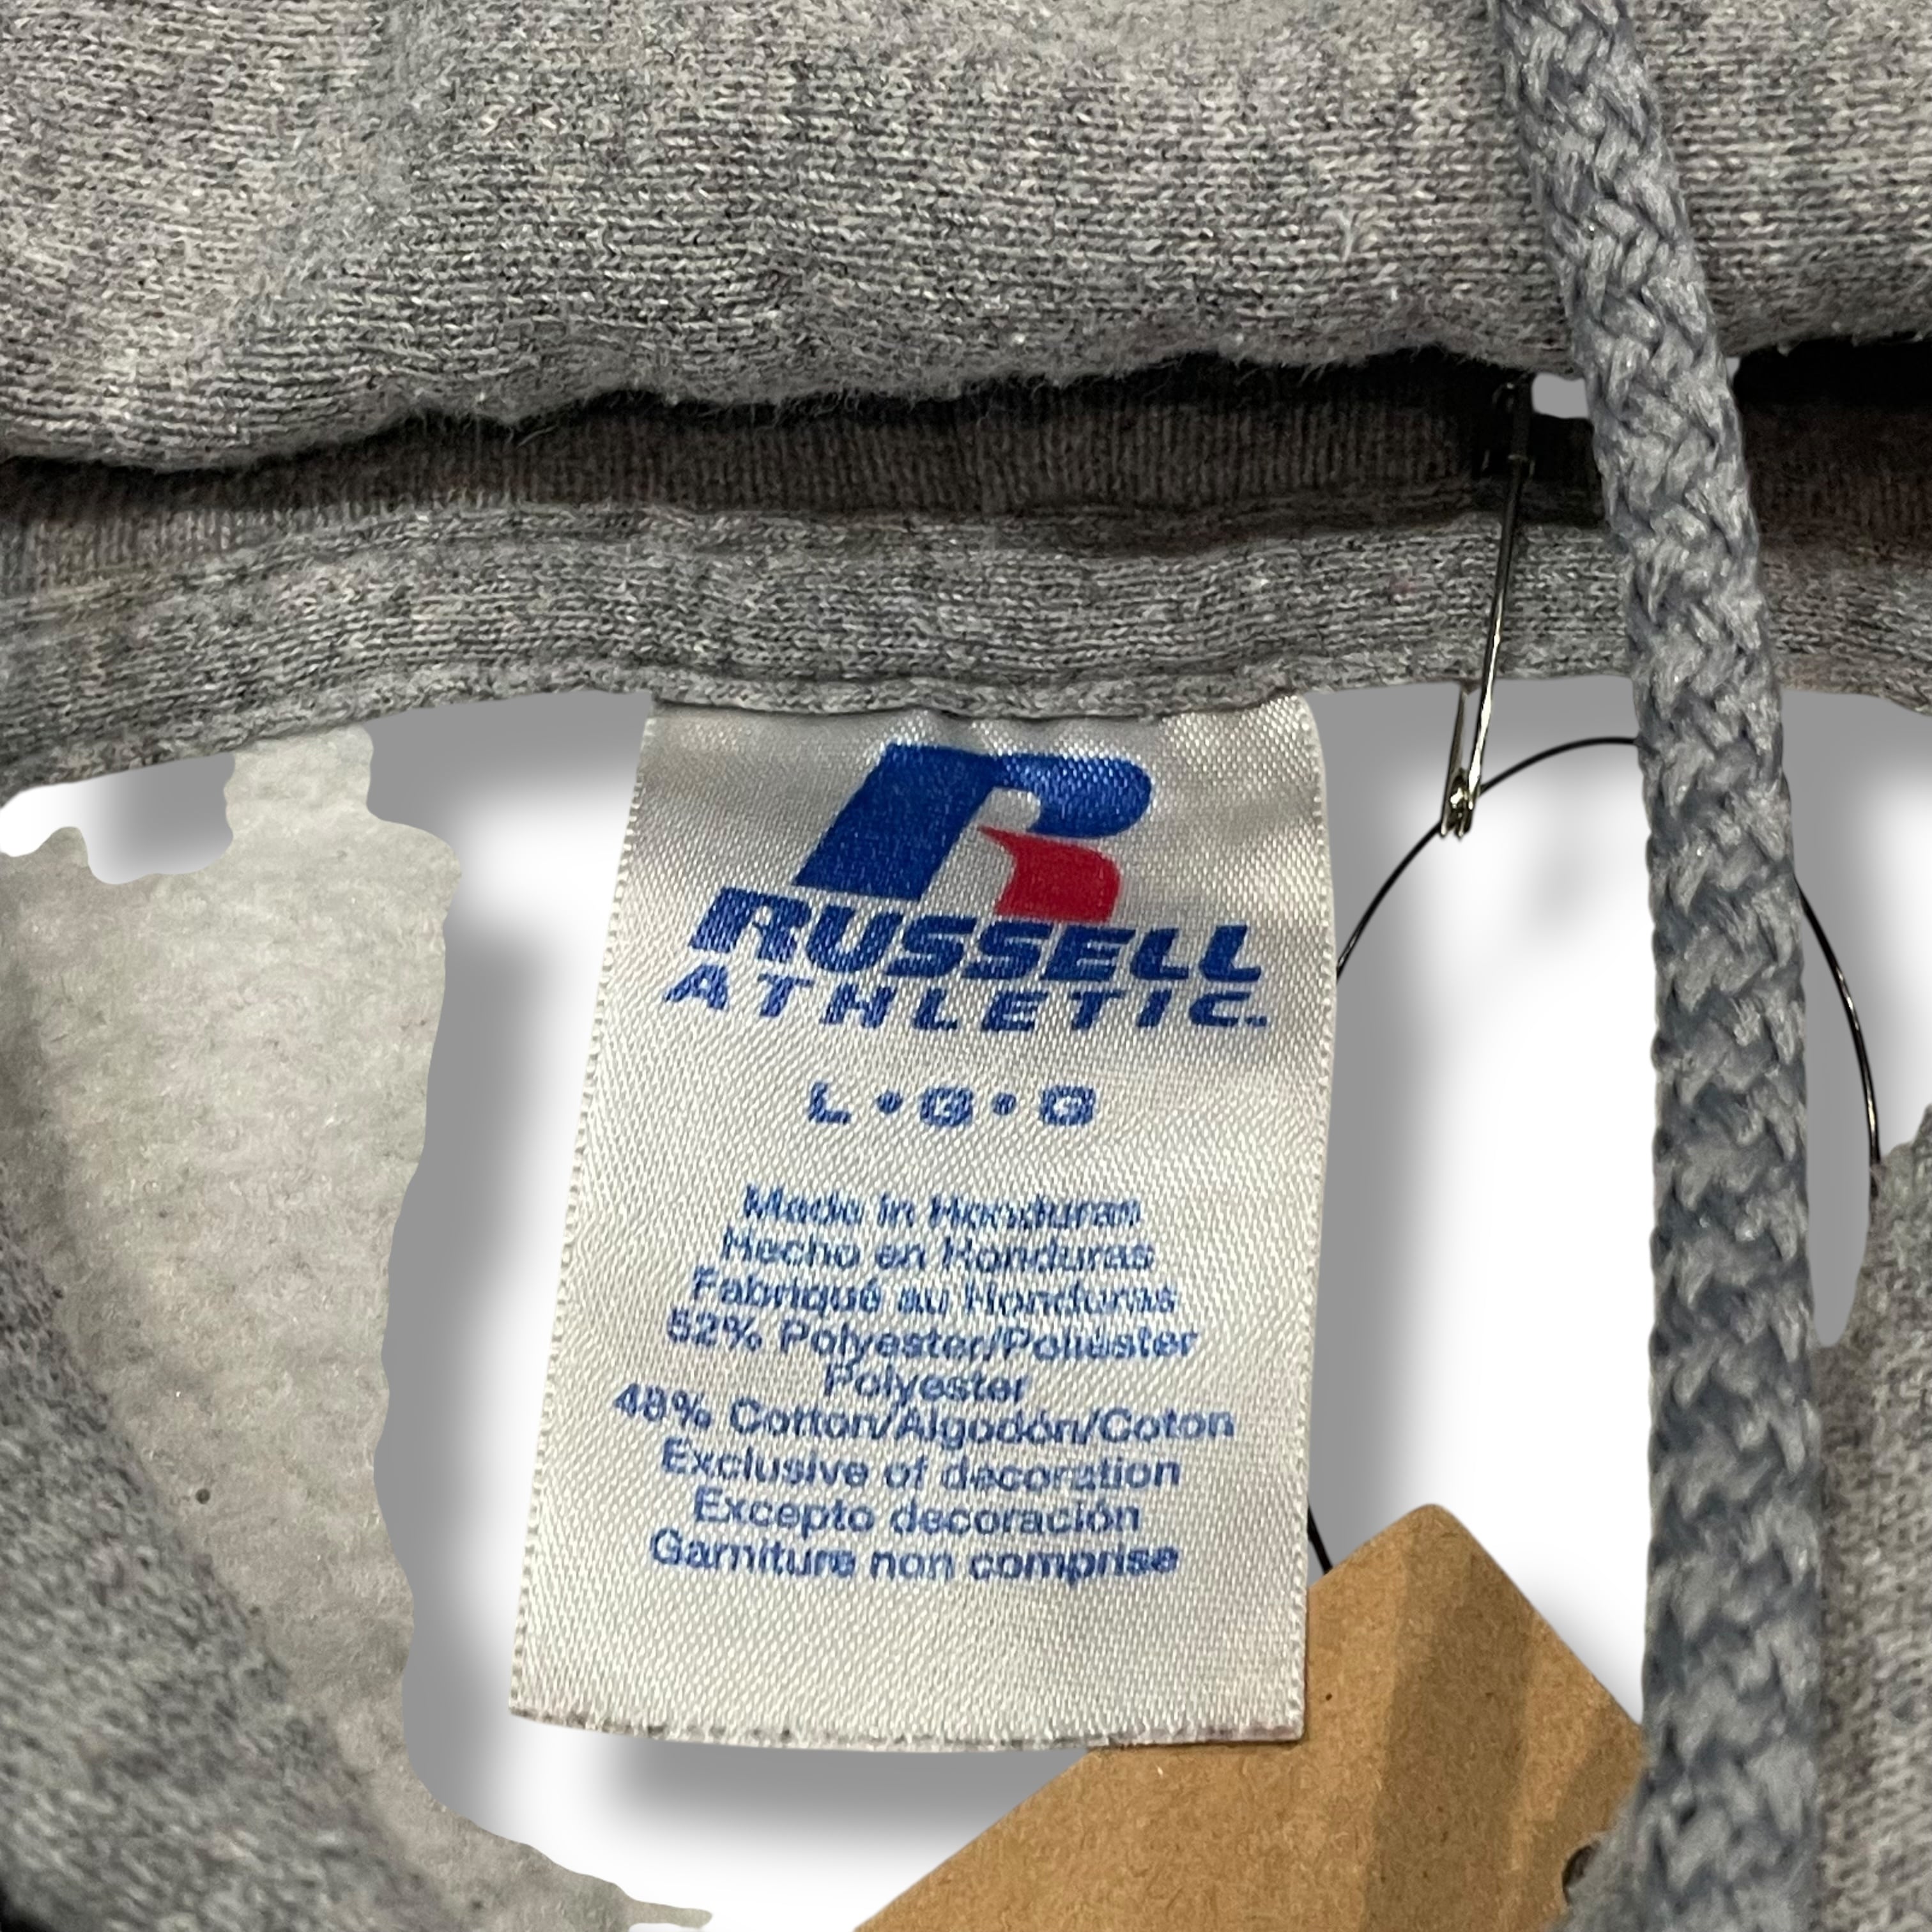 R
RUSSELL
ATHLETIC™
L•G•G
Made in Honduras
Hecho en Honduras
Fabriqué au Honduras
52% Polyester/Poliéster
Polyester
48% Cotton/Algodón/Coton
Exclusive of decoration
Excepto decoración
Garniture non comprise